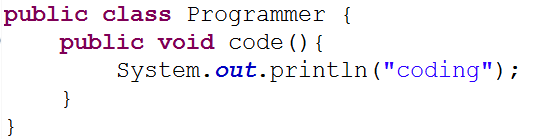 public class Programmer {
    public void code(){
        System.out.println("coding");
    }
}